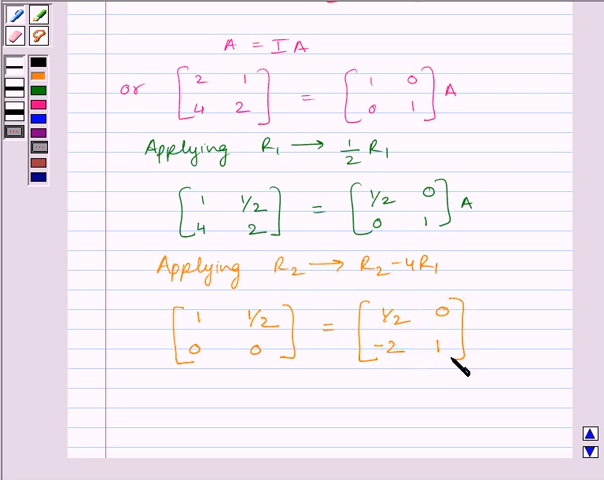 A = I A
or [2 1 4 2] = [1 0 0 1] A
Applying R₁ → 1/2 R₁
[1 1/2 4 2] = [1/2 0 0 1] A
Applying R₂ → R₂-4R₁
[1 1/2 0 0] = [1/2 0 -2 1]